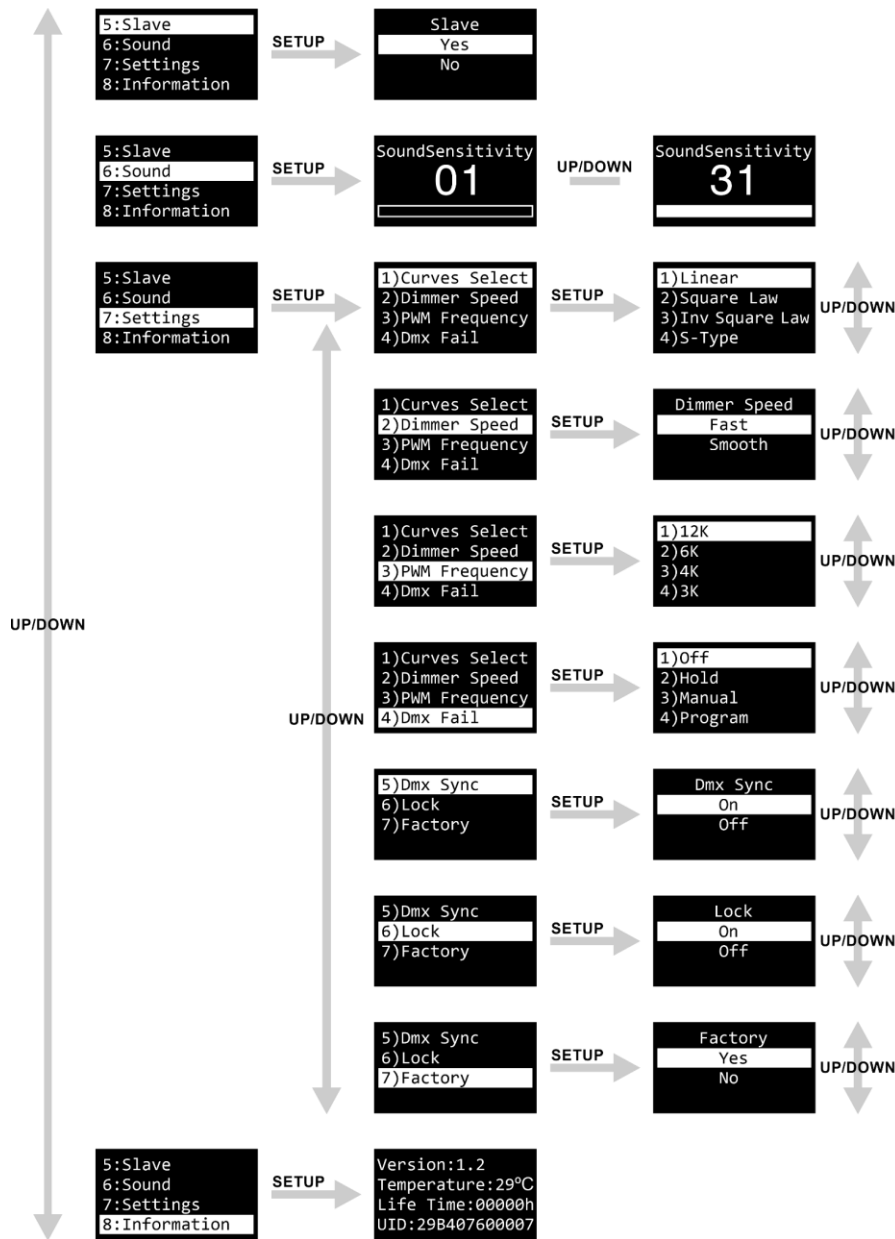 5:Slave
6:Sound
7:Settings
8:Information
SETUP
Slave
Yes
No
5:Slave
6:Sound
7:Settings
8:Information
SETUP
SoundSensitivity
01
UP/DOWN
SoundSensitivity
31
5:Slave
6:Sound
7:Settings
8:Information
SETUP
1)Curves Select
2)Dimmer Speed
3)PWM Frequency
4)Dmx Fail
SETUP
1)Linear
2)Square Law
3)Inv Square Law
4)S-Type
UP/DOWN
1)Curves Select
2)Dimmer Speed
3)PWM Frequency
4)Dmx Fail
SETUP
Dimmer Speed
Fast
Smooth
UP/DOWN
1)Curves Select
2)Dimmer Speed
3)PWM Frequency
4)Dmx Fail
SETUP
1)12K
2)6K
3)4K
4)3K
UP/DOWN
UP/DOWN
1)Curves Select
2)Dimmer Speed
3)PWM Frequency
4)Dmx Fail
SETUP
1)Off
2)Hold
3)Manual
4)Program
UP/DOWN
UP/DOWN
5)Dmx Sync
6)Lock
7)Factory
SETUP
Dmx Sync
On
Off
UP/DOWN
5)Dmx Sync
6)Lock
7)Factory
SETUP
Lock
On
Off
UP/DOWN
5)Dmx Sync
6)Lock
7)Factory
SETUP
Factory
Yes
No
UP/DOWN
5:Slave
6:Sound
7:Settings
8:Information
SETUP
Version:1.2
Temperature:29ºC
Life Time:00000h
UID:29B407600007